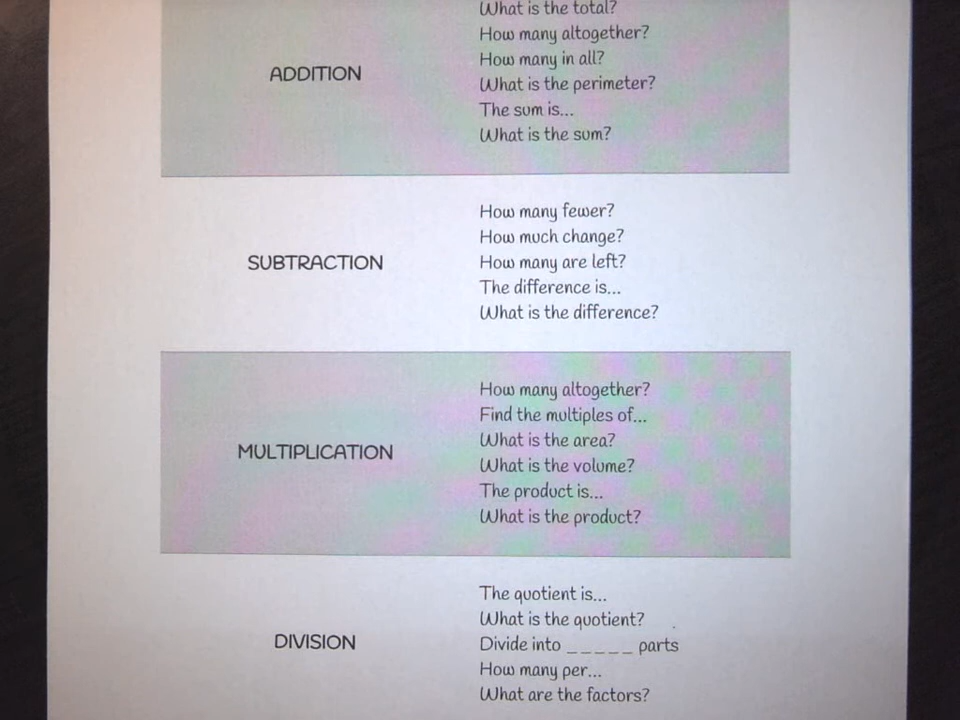 What is the total?
How many altogether?
How many in all?
ADDITION
What is the perimeter?
The sum is...
What is the sum?
How many fewer?
How much change?
SUBTRACTION
How many are left?
The difference is...
What is the difference?
How many altogether?
Find the multiples of...
What is the area?
MULTIPLICATION
What is the volume?
The product is...
What is the product?
The quotient is...
What is the quotient?
DIVISION
Divide into _ _ _ _ _ parts
How many per...
What are the factors?